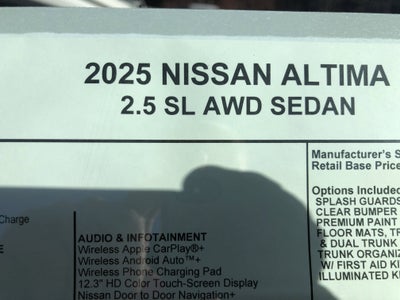 2025 NISSAN ALTIMA
2.5 SL AWD SEDAN
Charge
AUDIO & INFOTAINMENT
Wireless Apple CarPlay®+
Wireless Android Auto™+
Wireless Phone Charging Pad
12.3" HD Color Touch-Screen Display
Nissan Door to Door Navigation+
Manufacturer's S
Retail Base Price
Options Include
SPLASH GUARDS
CLEAR BUMPER
PREMIUM PAINT
FLOOR MATS, TR
& DUAL TRUNK
TRUNK ORGANIZ
W/ FIRST AID KI
ILLUMINATED KI